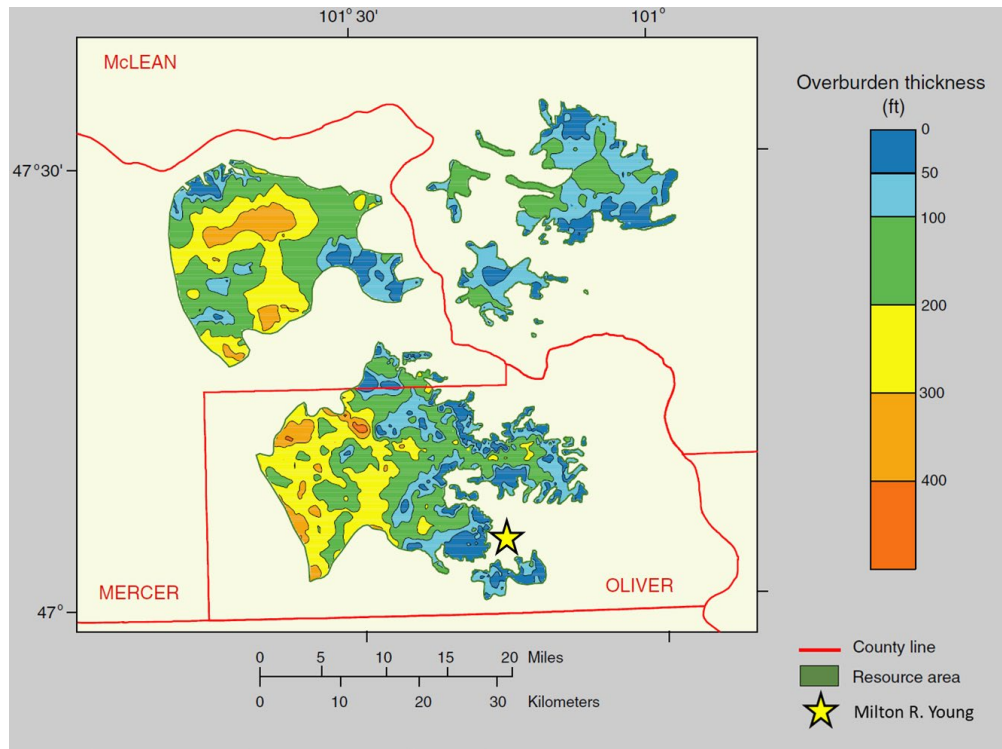 101° 30'
101°
McLEAN
47° 30'
47°
MERCER
OLIVER
Overburden thickness
(ft)
0
50
100
200
300
400
0 5 10 15 20 Miles
0 10 20 30 Kilometers
County line
Resource area
Milton R. Young